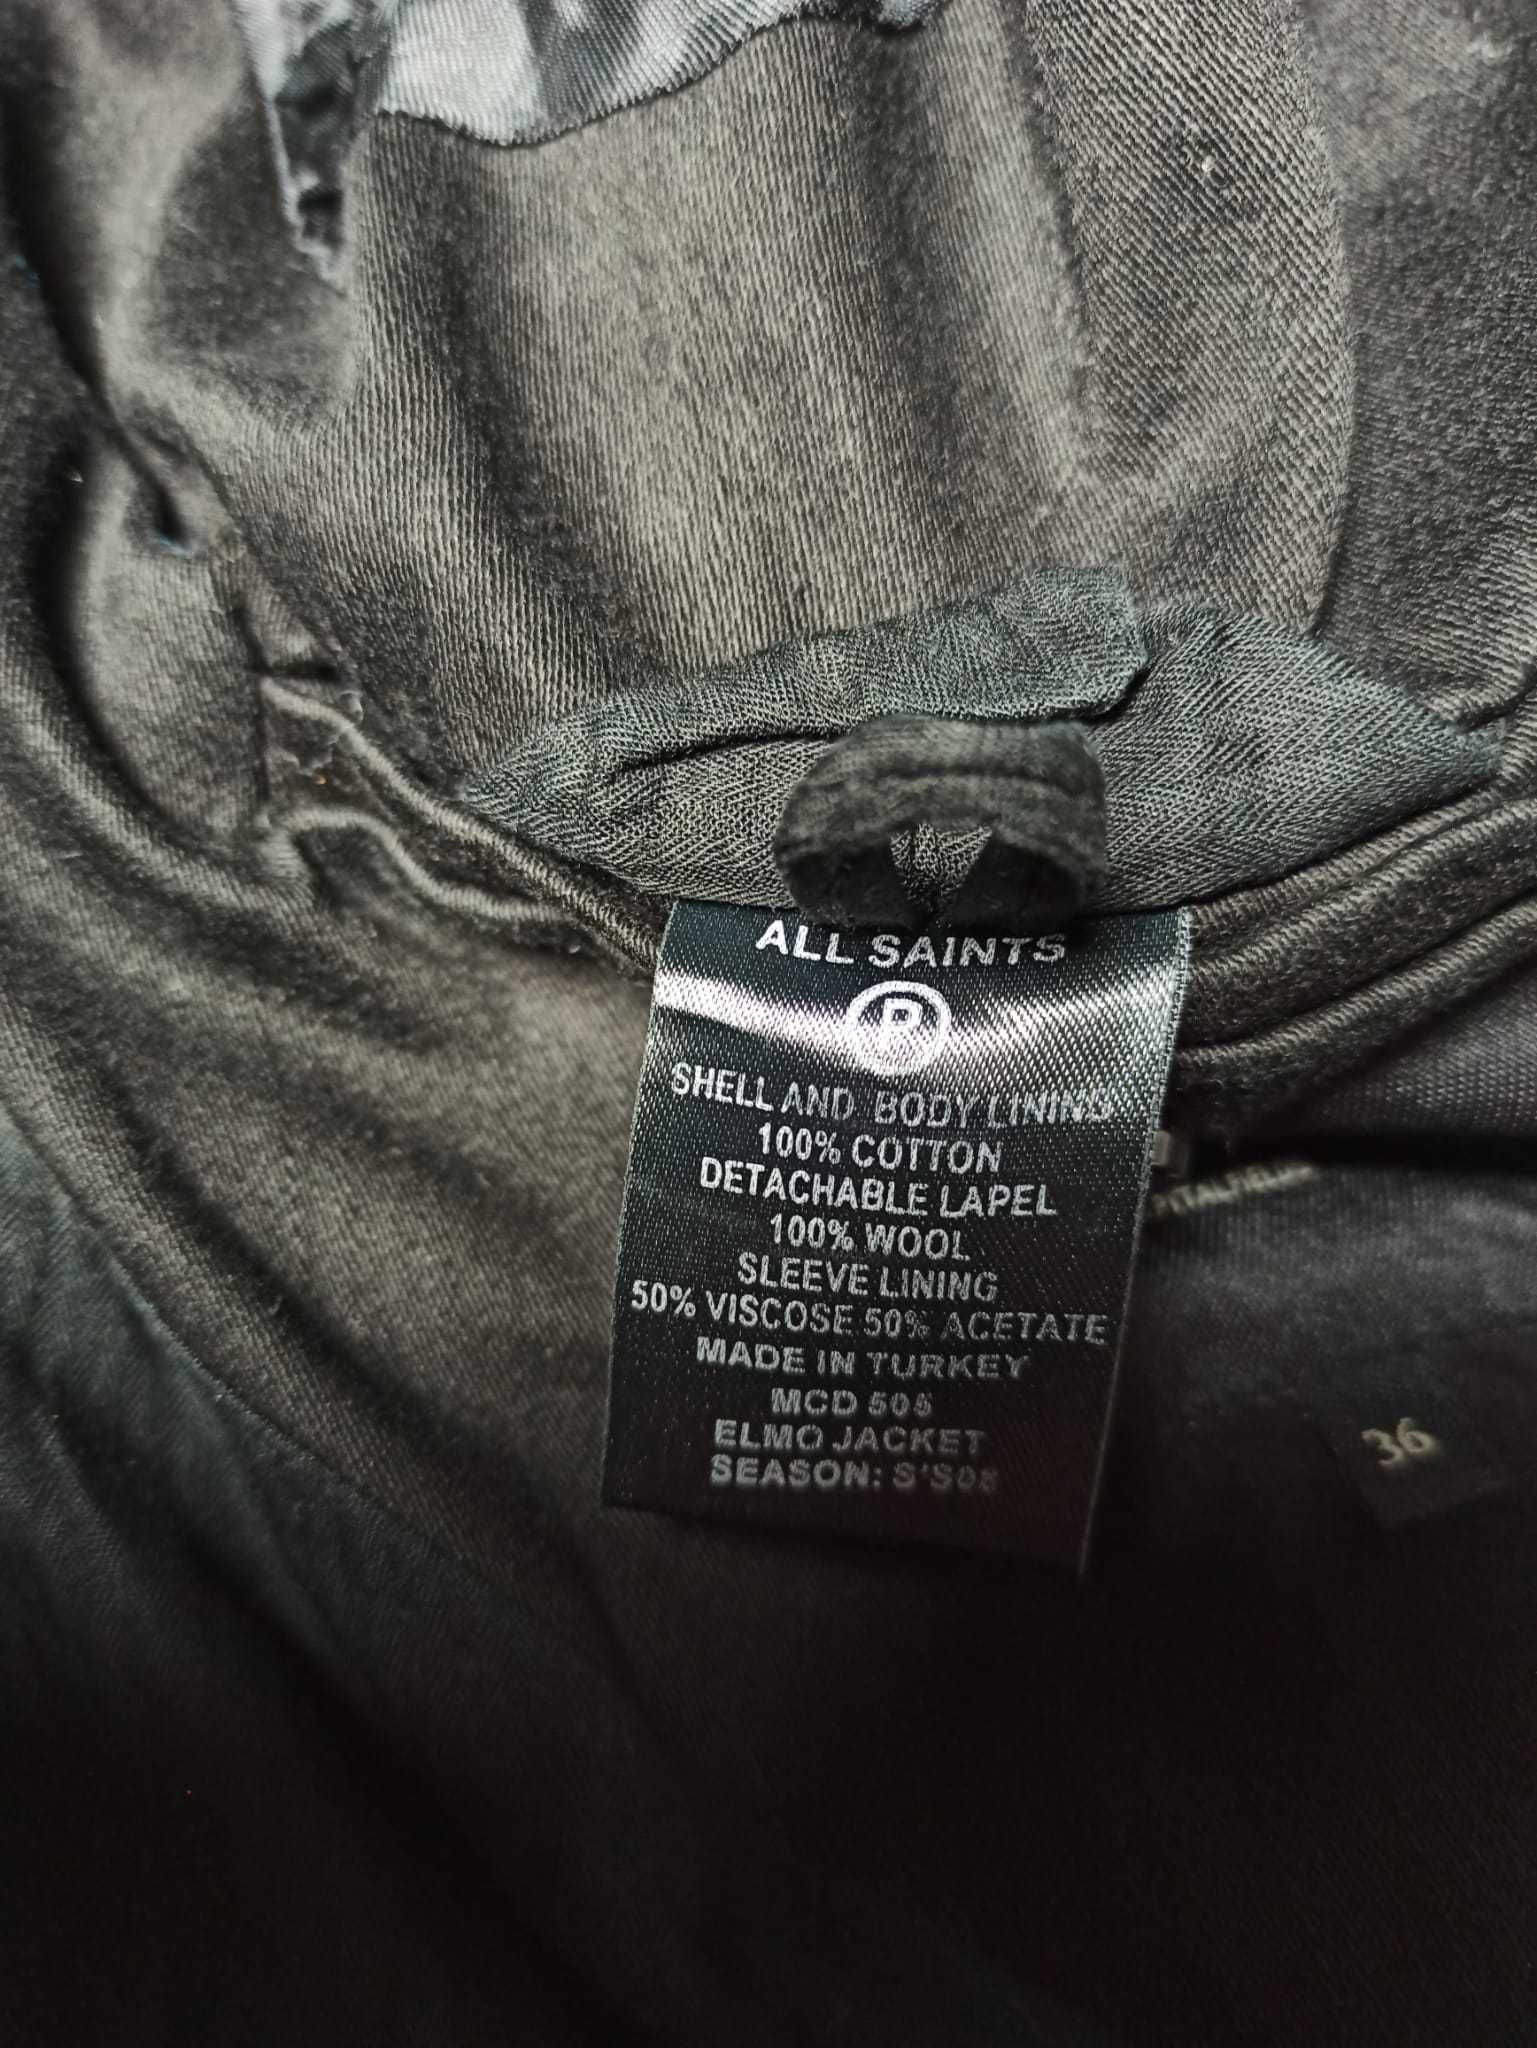 ALL SAINTS
P
SHELL AND BODY LINING
100% COTTON
DETACHABLE LAPEL
100% WOOL
SLEEVE LINING
50% VISCOSE 50% ACETATE
MADE IN TURKEY
MCD 505
ELMO JACKET
SEASON: S'S08
36